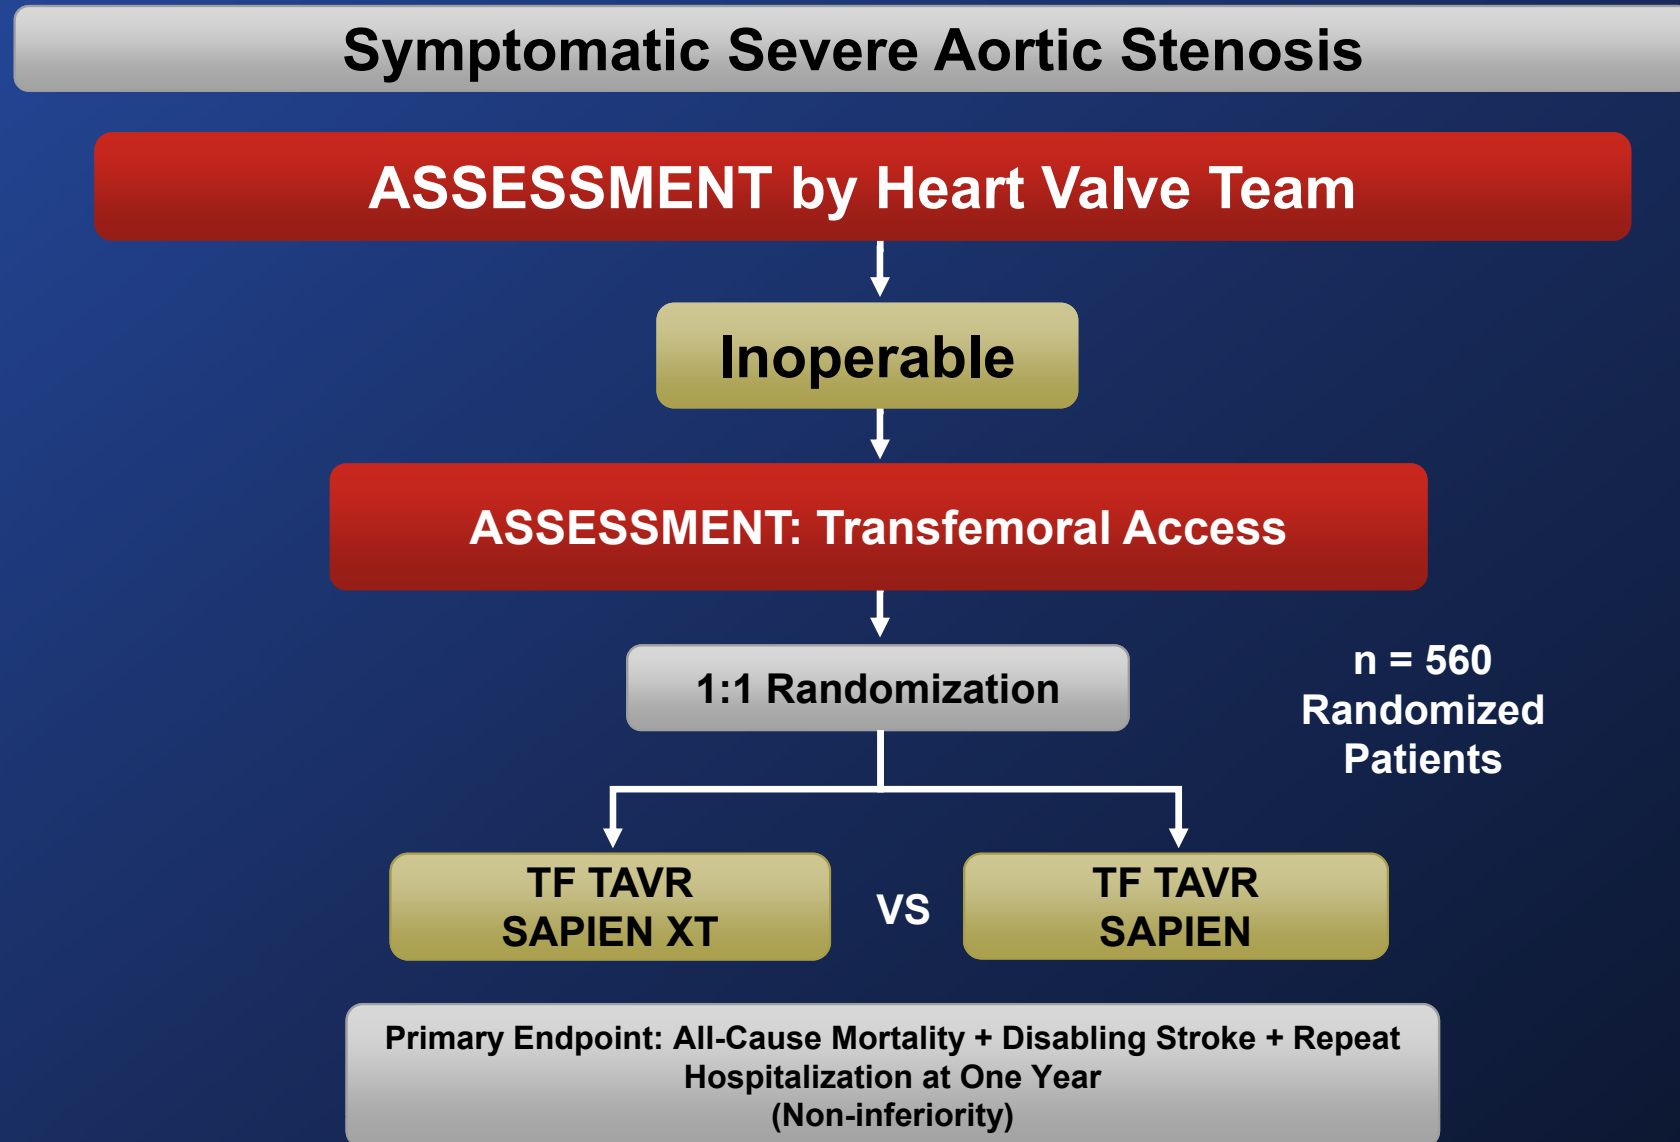 Symptomatic Severe Aortic Stenosis
ASSESSMENT by Heart Valve Team
Inoperable
ASSESSMENT: Transfemoral Access
1:1 Randomization
n = 560
Randomized
Patients
TF TAVR
SAPIEN XT
VS
TF TAVR
SAPIEN
Primary Endpoint: All-Cause Mortality + Disabling Stroke + Repeat
Hospitalization at One Year
(Non-inferiority)